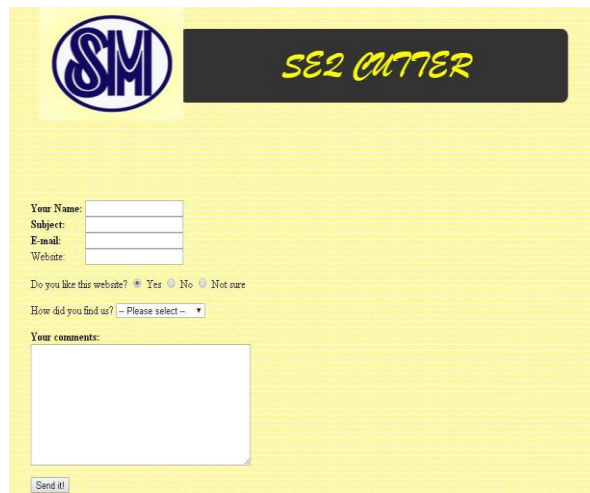 SM
SE2 CUTTER
Your Name:
Subject:
E-mail:
Website:
Do you like this website? Yes No Not sure
How did you find us? -- Please select --
Your comments:
Send it!